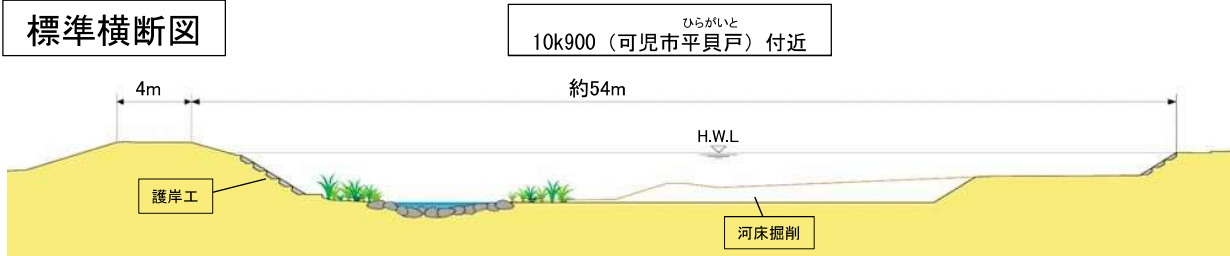 標準横断図
ひらがいと
10k900（可児市平貝戸）付近
4m
約54m
H.W.L
護岸工
河床掘削